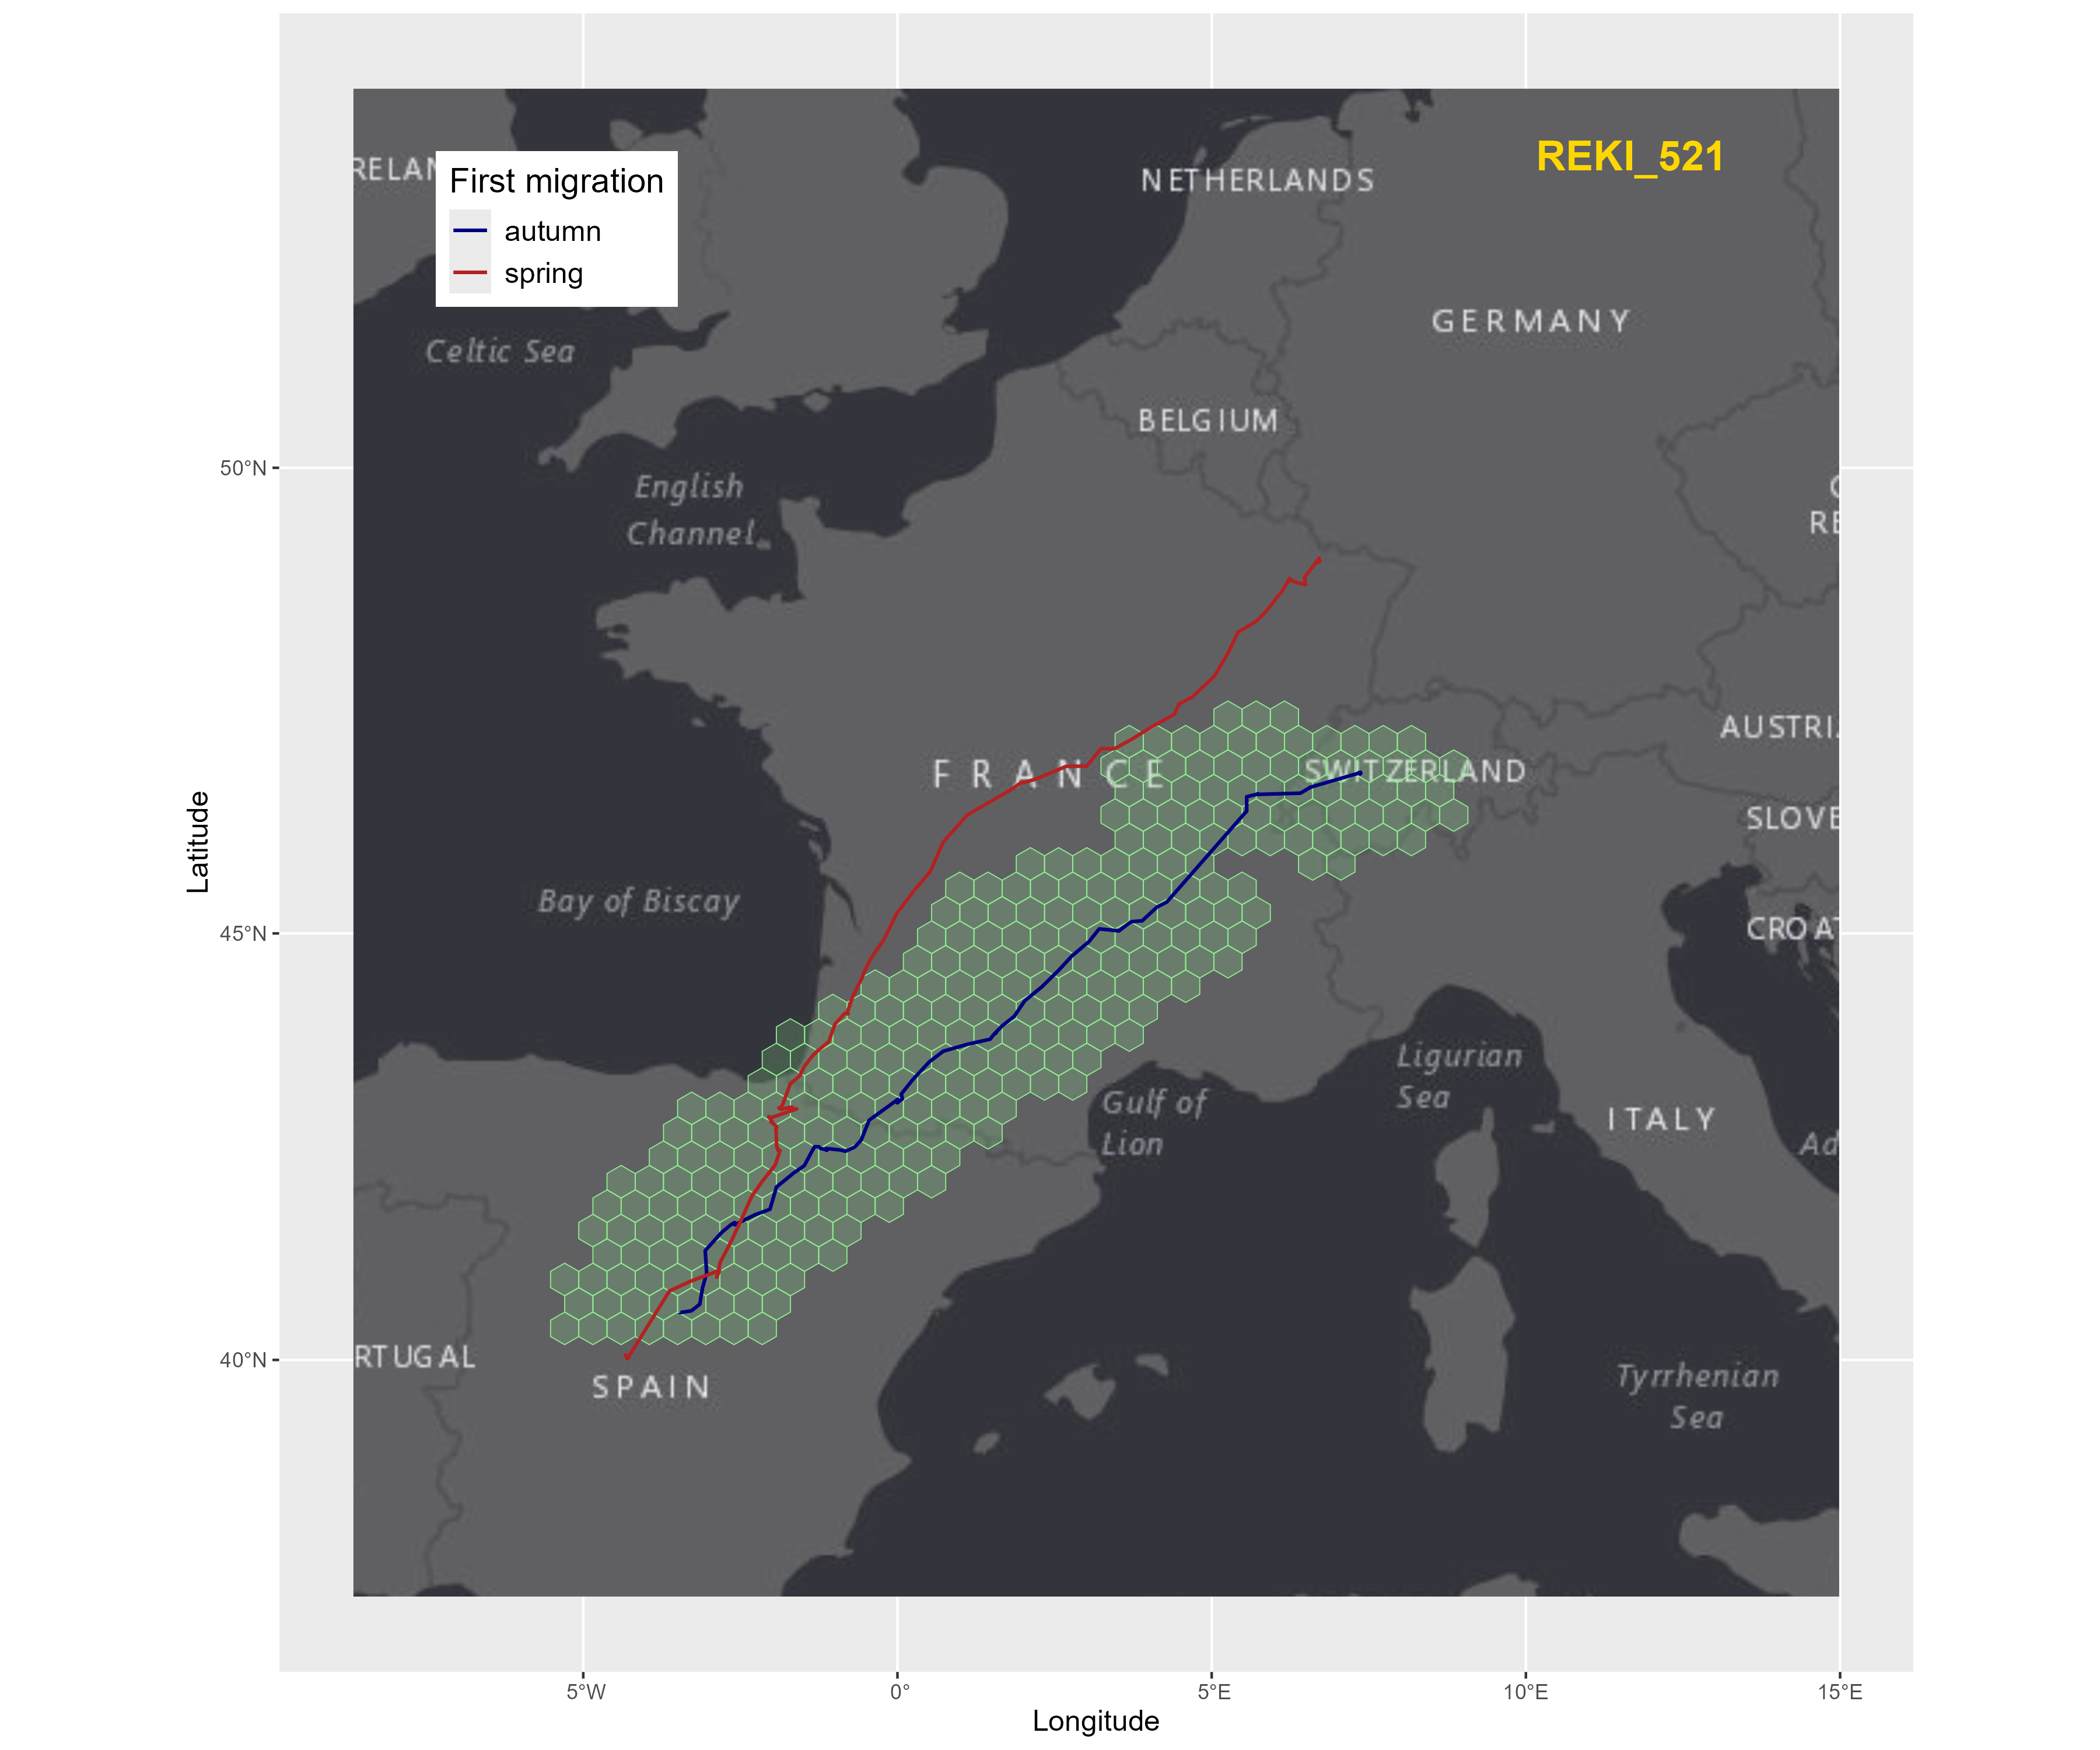 REKI_521
RELAN
NETHERLANDS
First migration
autumn
spring
GERMANY
Celtic Sea
BELGIUM
50°N
English
Channel
C
RE
AUSTRI
FRANCE
SWITZERLAND
SLOVE
Latitude
Bay of Biscay
45°N
CROAT
Ligurian
Sea
Gulf of
Lion
ITALY
Ad
40°N
RTUGAL
SPAIN
Tyrrhenian
Sea
5°W
0°
5°E
10°E
15°E
Longitude